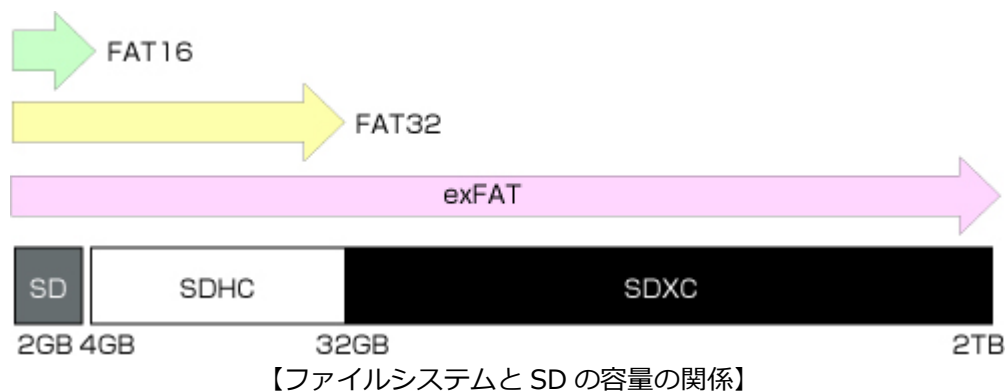 FAT16
FAT32
exFAT
SD SDHC SDXC
2GB 4GB 32GB 2TB
【ファイルシステムと SD の容量の関係】